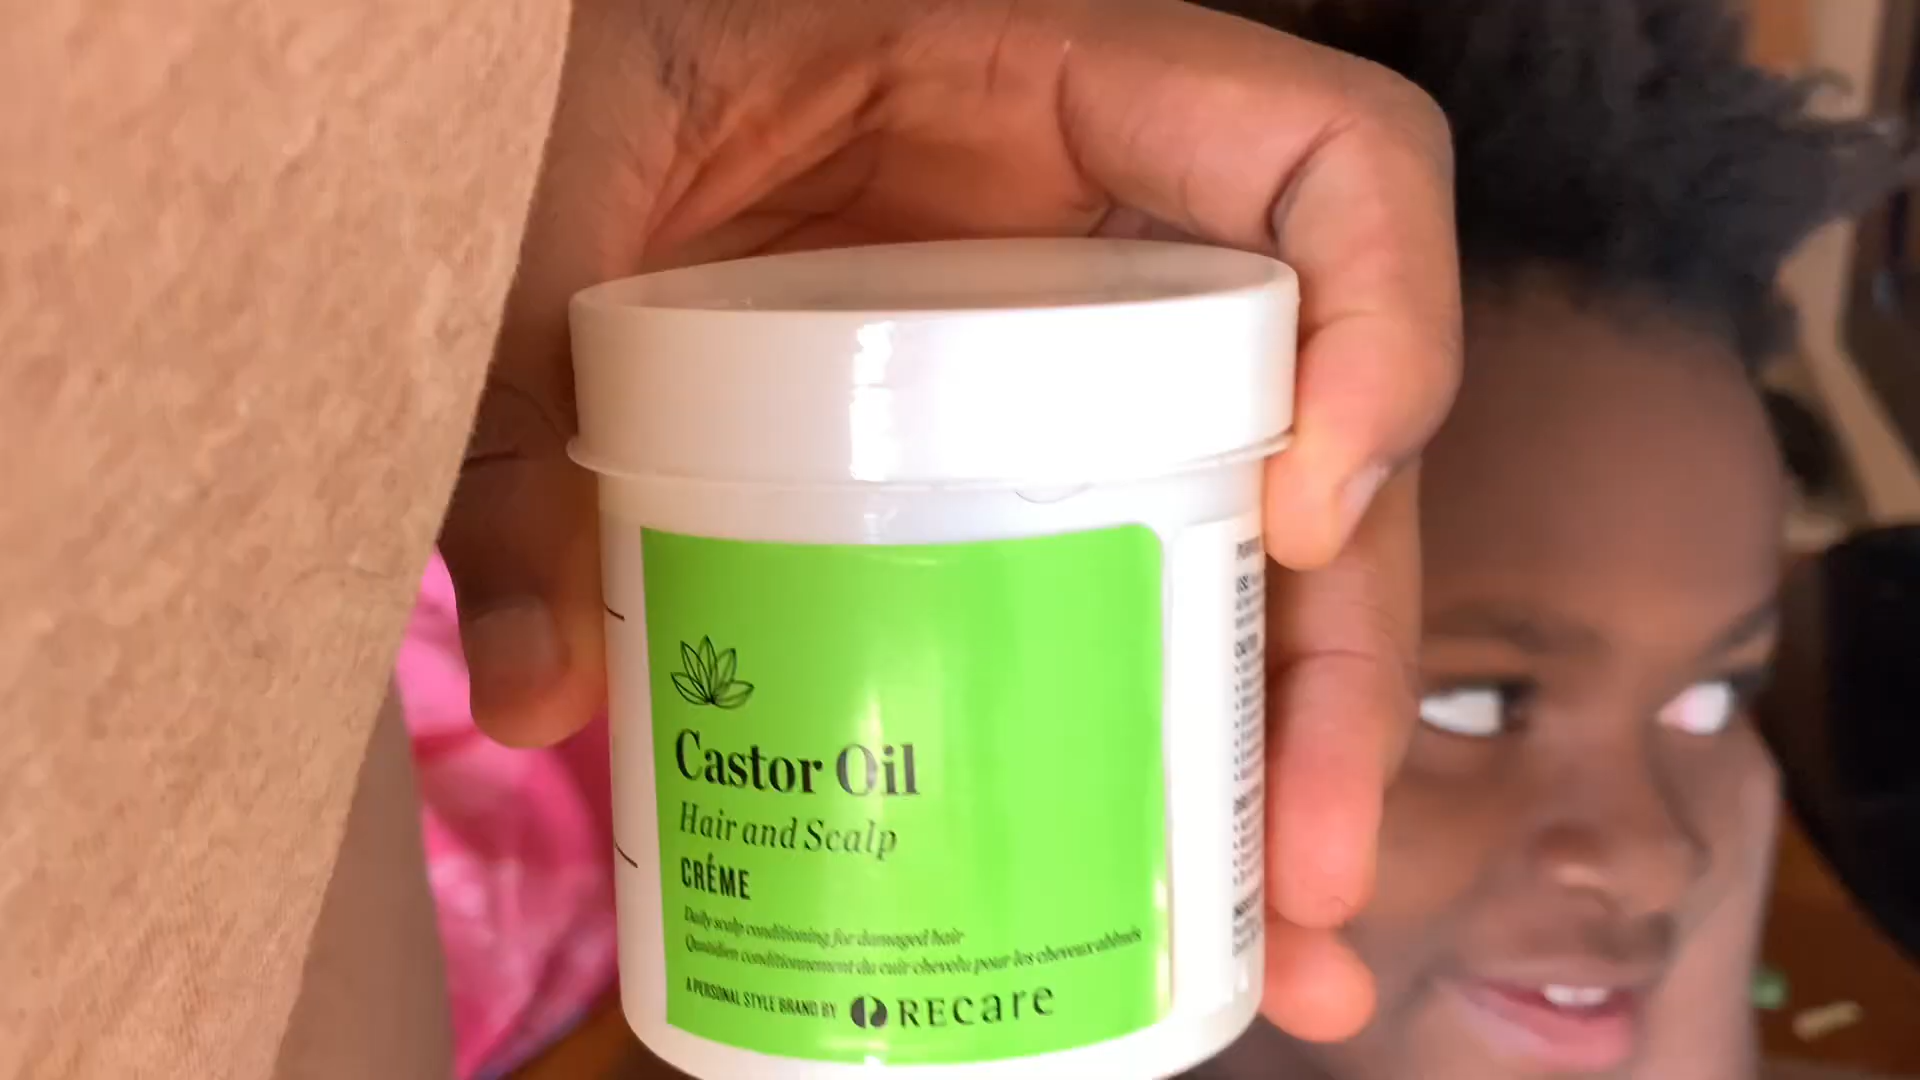 Castor Oil
Hair and Scalp
CRÉME
Daily scalp conditioning for damaged hair
Quotidien conditionnement du cuir chevelu pour les cheveux abîmés
A PERSONAL STYLE BRAND BY RECare